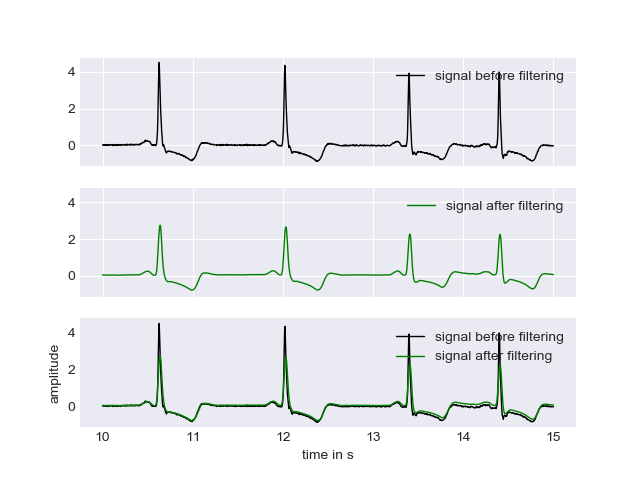 4
signal before filtering
2
0
4
signal after filtering
2
0
4
signal before filtering
signal after filtering
2
0
amplitude
10 11 12 13 14 15
time in s